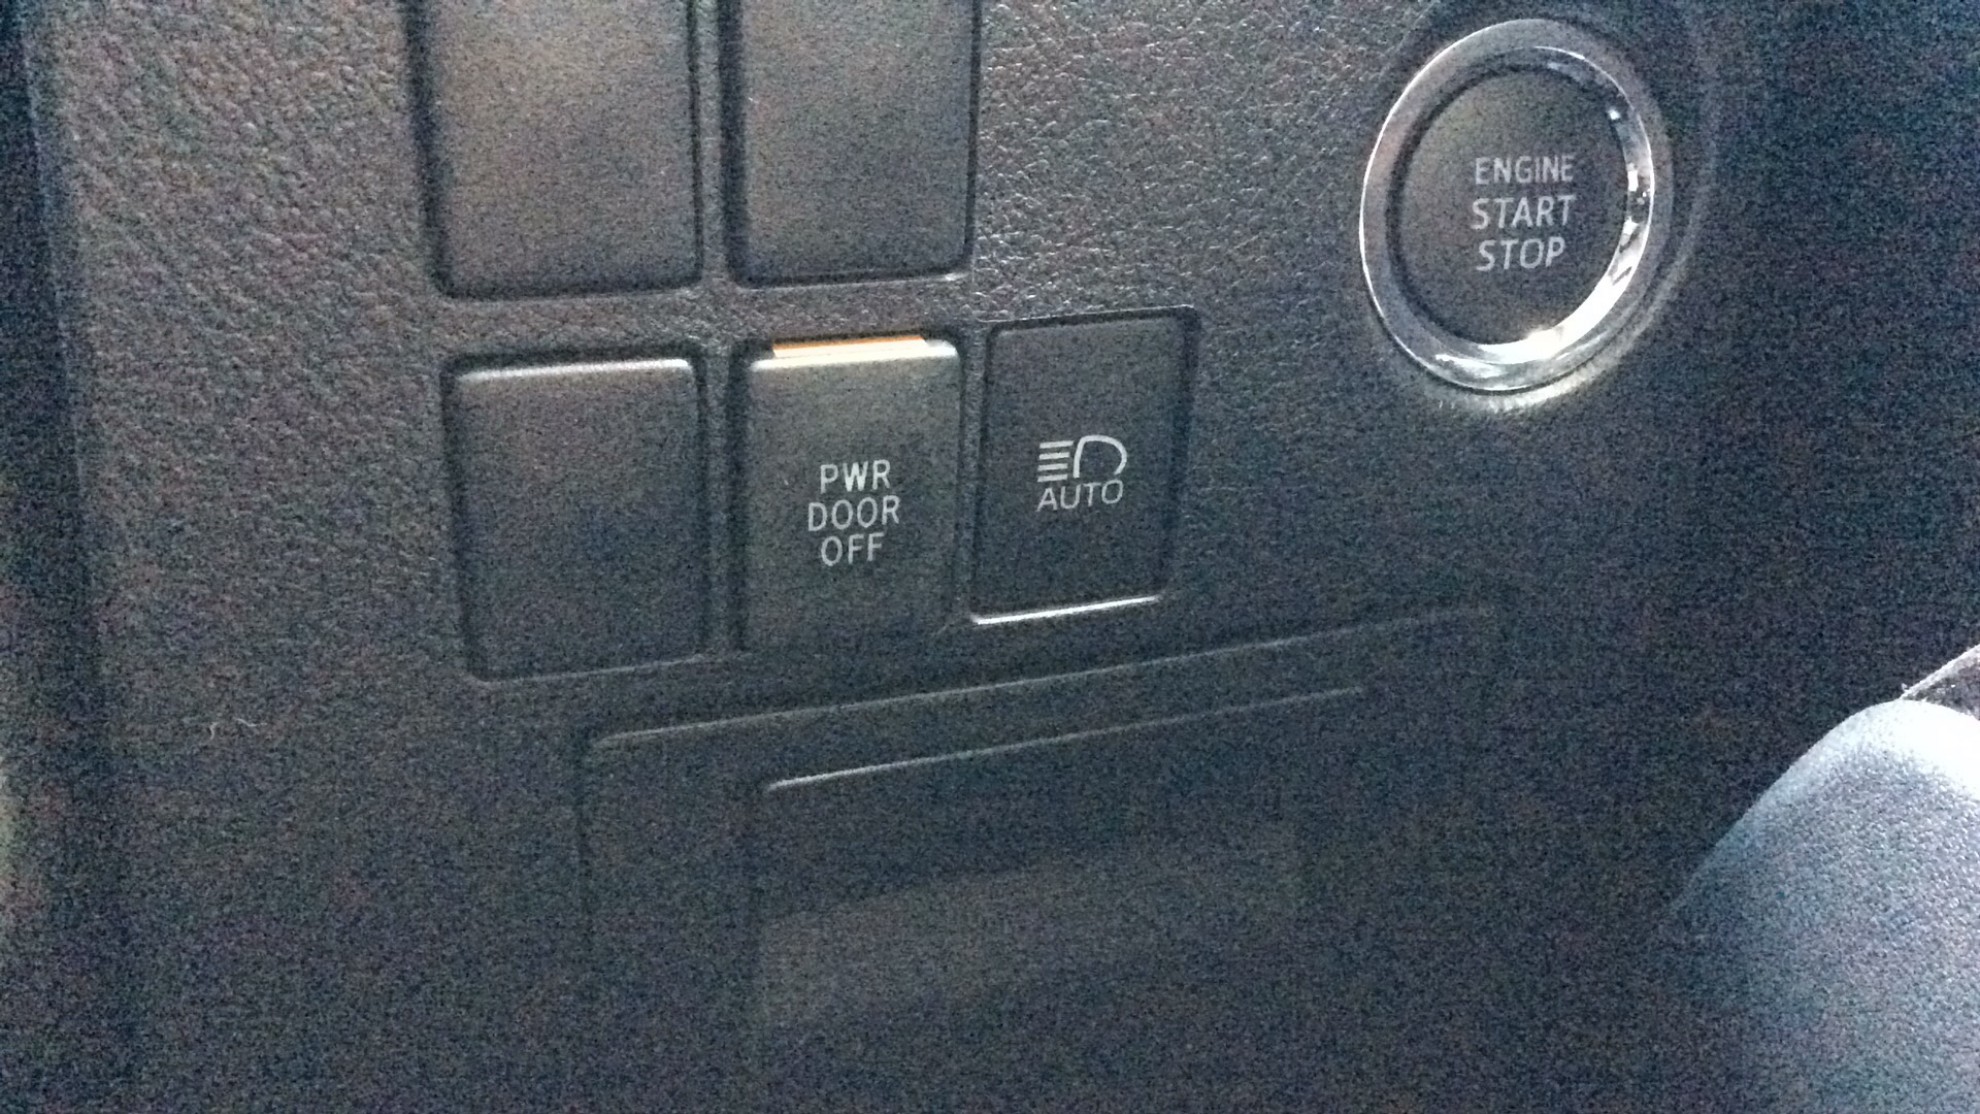 ENGINE
START
STOP
PWR
DOOR
OFF
AUTO